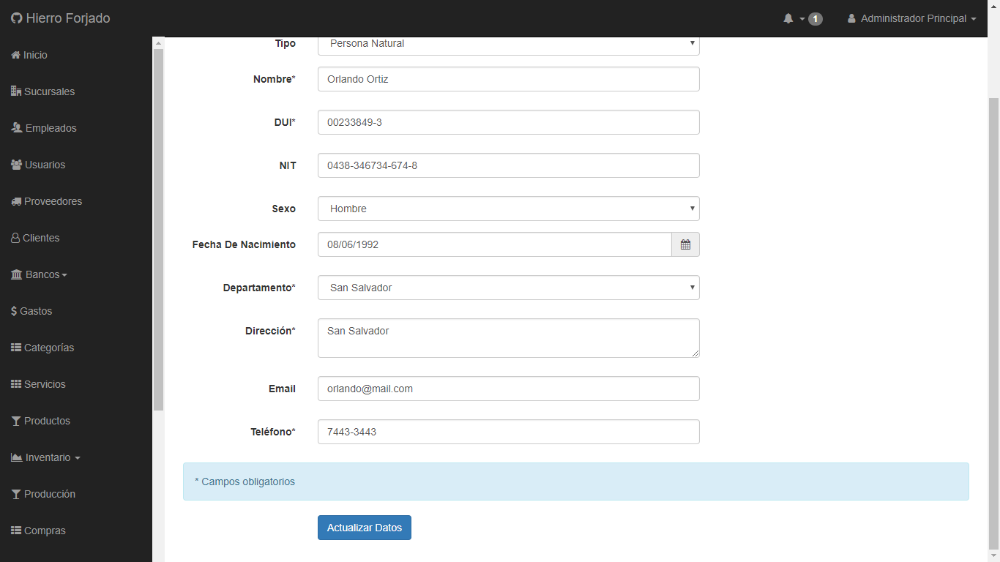 Hierro Forjado
1
Administrador Principal
Inicio
Sucursales
Empleados
Usuarios
Proveedores
Clientes
Bancos
Gastos
Categorías
Servicios
Productos
Inventario
Producción
Compras
Tipo Persona Natural
Nombre* Orlando Ortiz
DUI* 00233849-3
NIT 0438-346734-674-8
Sexo Hombre
Fecha De Nacimiento 08/06/1992
Departamento* San Salvador
Dirección* San Salvador
Email orlando@mail.com
Teléfono* 7443-3443
* Campos obligatorios
Actualizar Datos